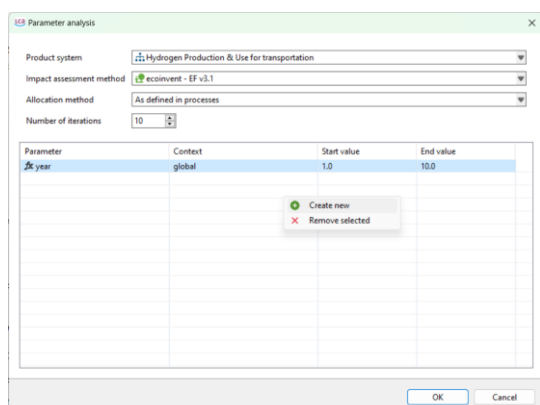 LCA Parameter analysis
Product system Hydrogen Production & Use for transportation
Impact assessment method ecoinvent - EF v3.1
Allocation method As defined in processes
Number of iterations 10
Parameter Context Start value End value
fx year global 1.0 10.0
Create new
Remove selected
OK Cancel